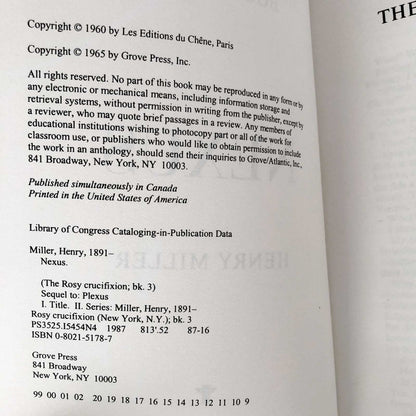 THE
Copyright © 1960 by Les Editions du Chêne, Paris
Copyright © 1965 by Grove Press, Inc.
All rights reserved. No part of this book may be reproduced in any form or by
any electronic or mechanical means, including information storage and
retrieval systems, without permission in writing from the publisher, except by
a reviewer, who may quote brief passages in a review. Any members of
educational institutions wishing to photocopy part or all of the work for
classroom use, or publishers who would like to obtain permission to include
the work in an anthology, should send their inquiries to Grove/Atlantic, Inc.,
841 Broadway, New York, NY 10003.
Published simultaneously in Canada
Printed in the United States of America
Library of Congress Cataloging-in-Publication Data
Miller, Henry, 1891–
Nexus.
(The Rosy crucifixion; bk. 3)
Sequel to: Plexus
I. Title. II. Series: Miller, Henry, 1891–
Rosy crucifixion (New York, N.Y.); bk. 3
PS3525.I5454N4 1987 813'.52 87-16
ISBN 0-8021-5178-7
Grove Press
841 Broadway
New York, NY 10003
99 00 01 02 20 19 18 17 16 15 14 13 12 11 10 9
HENRY MILLER